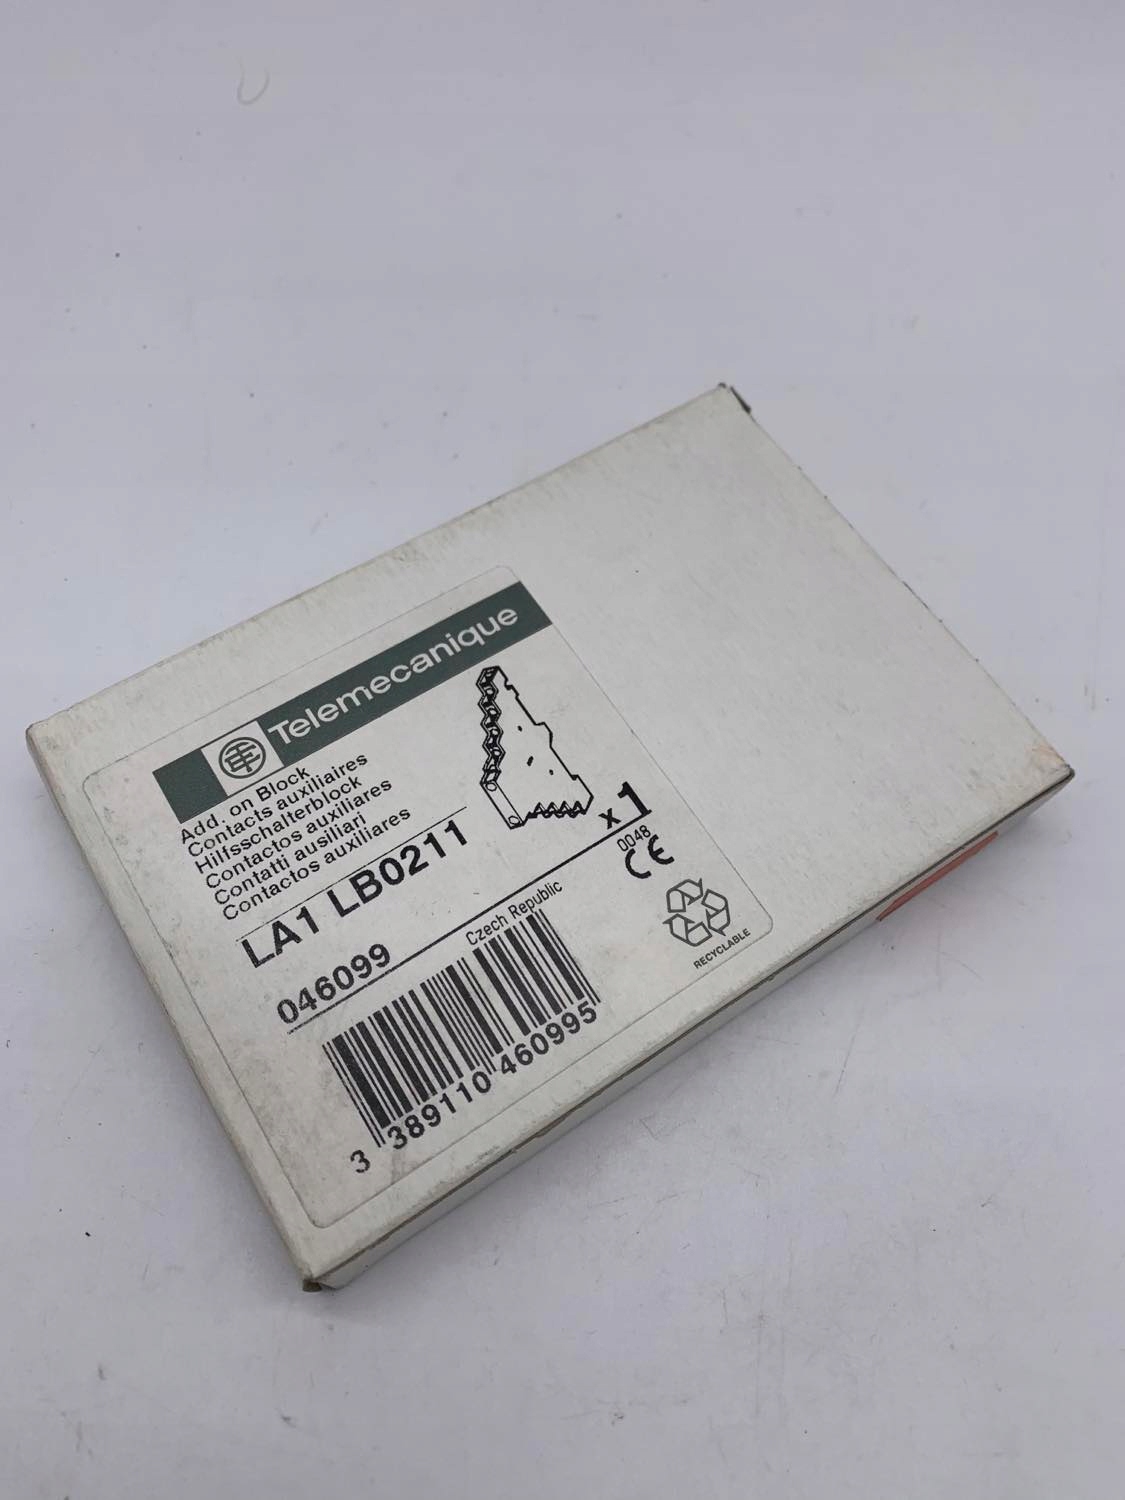 Telemecanique
Add. on Block
Contacts auxiliaires
Hilfsschalterblock
Contactos auxiliares
Contatti ausiliari
Contactos auxiliares
LA1 LB0211
x 1
046099
Czech Republic
0048
CE
RECYCLABLE
3 389110 460995